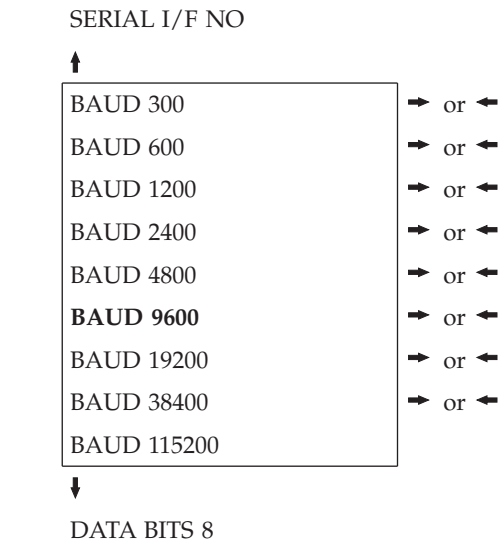 SERIAL I/F NO
BAUD 300 or
BAUD 600 or
BAUD 1200 or
BAUD 2400 or
BAUD 4800 or
BAUD 9600 or
BAUD 19200 or
BAUD 38400 or
BAUD 115200
DATA BITS 8